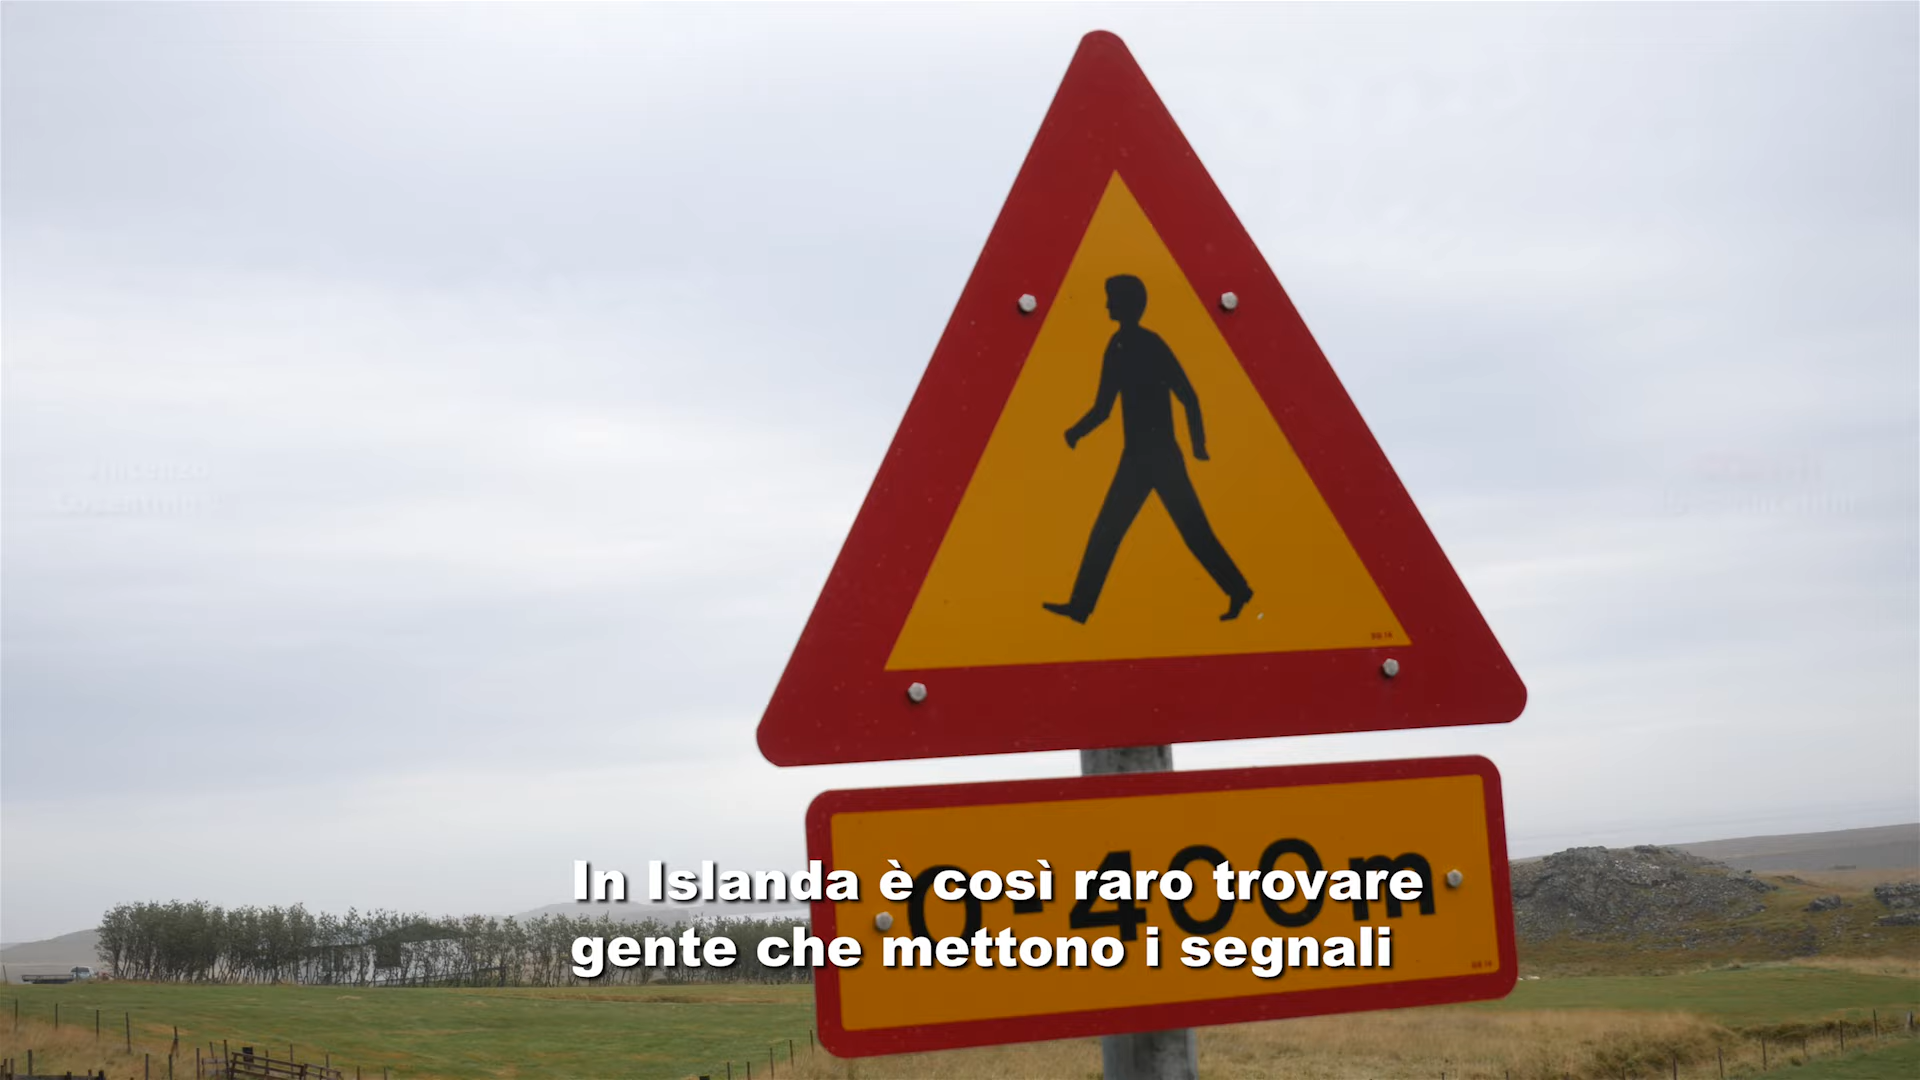 0-400m
In Islanda è così raro trovare
gente che mettono i segnali